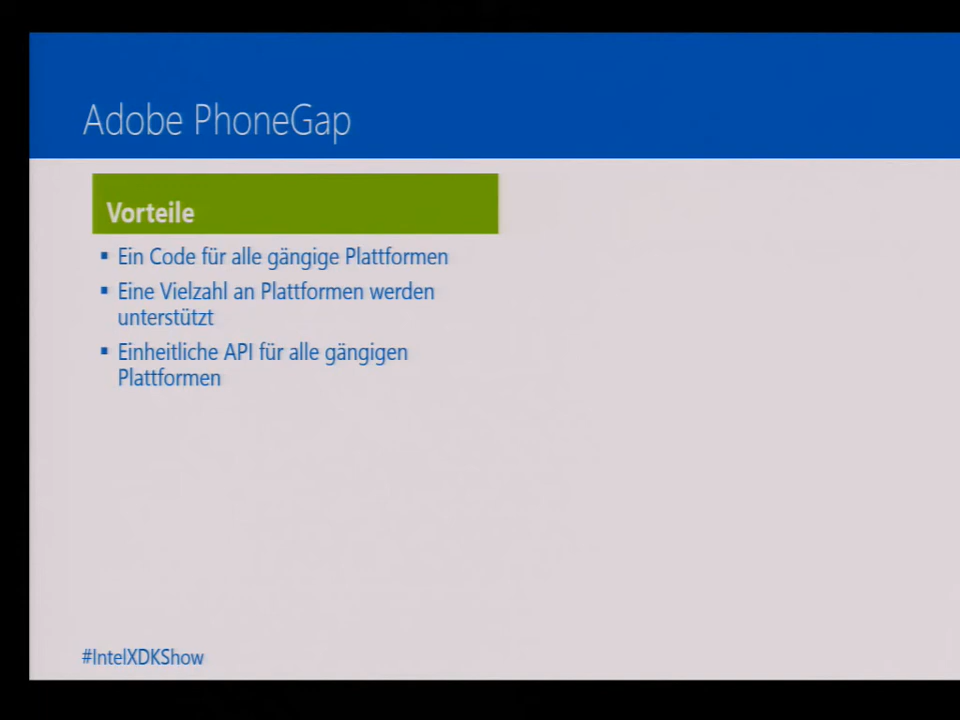 Adobe PhoneGap
Vorteile
▪ Ein Code für alle gängige Plattformen
▪ Eine Vielzahl an Plattformen werden
unterstützt
▪ Einheitliche API für alle gängigen
Plattformen
#IntelXDKShow